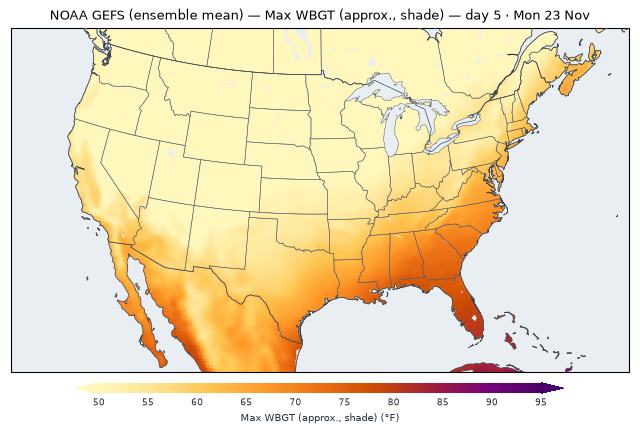 NOAA GEFS (ensemble mean) — Max WBGT (approx., shade) — day 5 · Mon 23 Nov
50 55 60 65 70 75 80 85 90 95
Max WBGT (approx., shade) (°F)